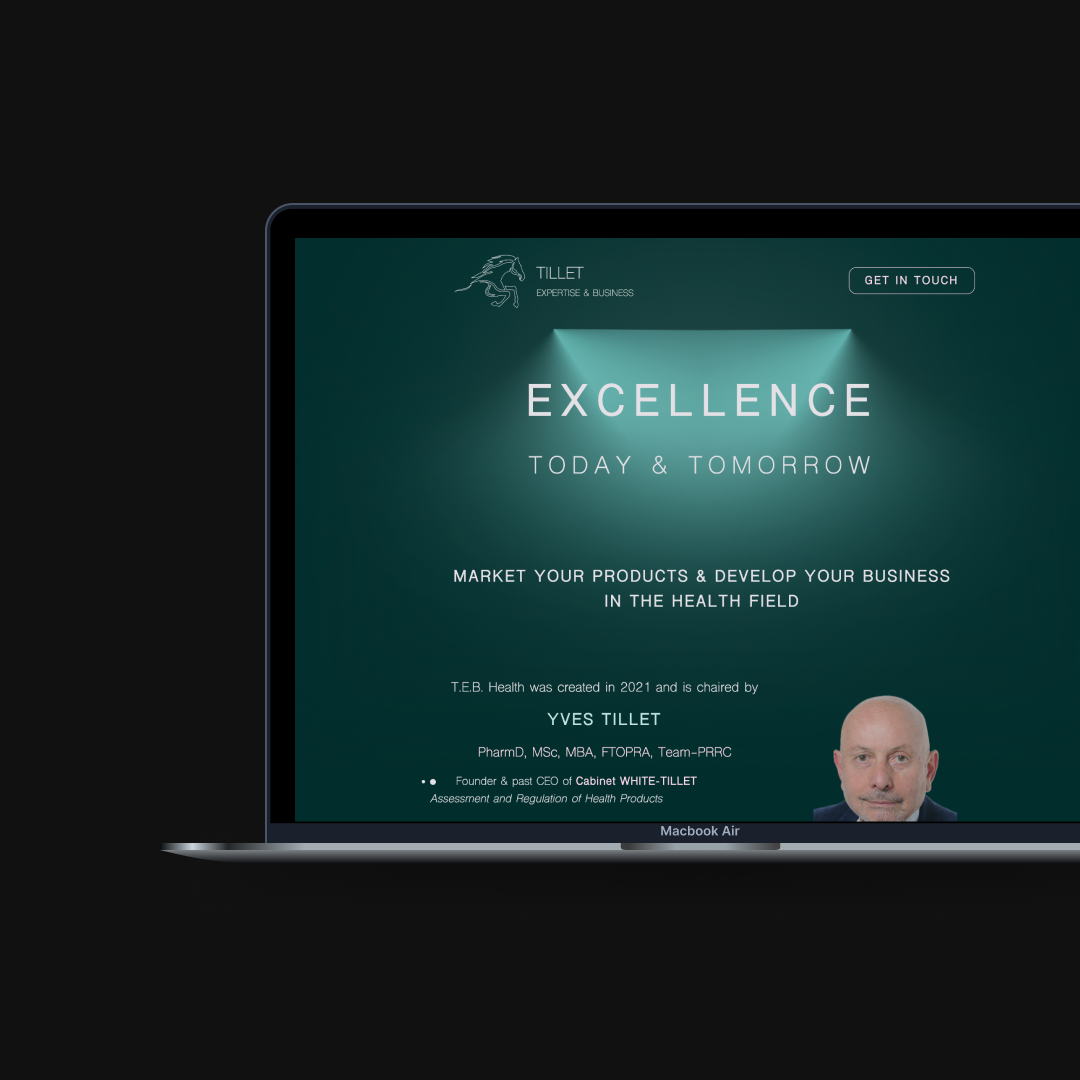 TILLET
EXPERTISE & BUSINESS
GET IN TOUCH
EXCELLENCE
TODAY & TOMORROW
MARKET YOUR PRODUCTS & DEVELOP YOUR BUSINESS
IN THE HEALTH FIELD
T.E.B. Health was created in 2021 and is chaired by
YVES TILLET
PharmD, MSc, MBA, FTOPRA, Team-PRRC
Founder & past CEO of Cabinet WHITE-TILLET
Assessment and Regulation of Health Products
Macbook Air